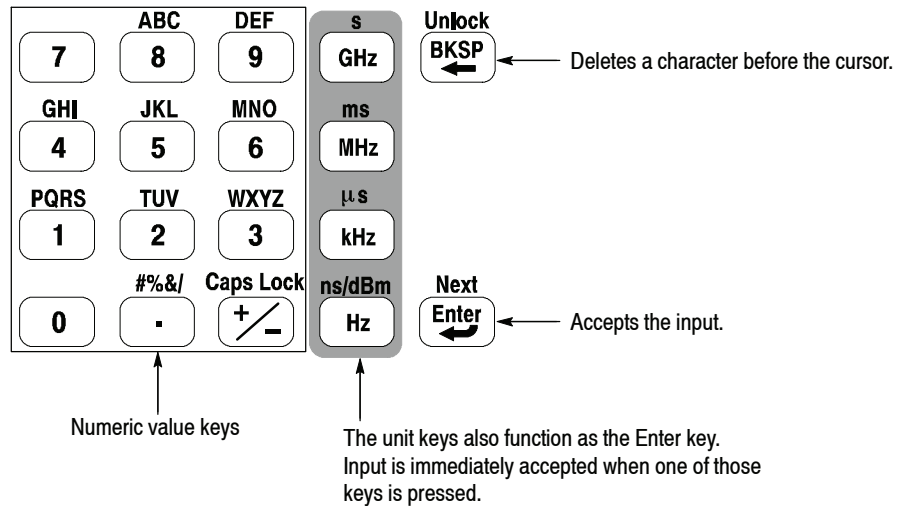 ABC DEF s Unlock
7 8 9 GHz BKSP
Deletes a character before the cursor.
GHI JKL MNO ms
4 5 6 MHz
PQRS TUV WXYZ µs
1 2 3 kHz
#%&/ Caps Lock ns/dBm Next
0 . +/− Hz Enter
Accepts the input.
Numeric value keys
The unit keys also function as the Enter key.
Input is immediately accepted when one of those
keys is pressed.